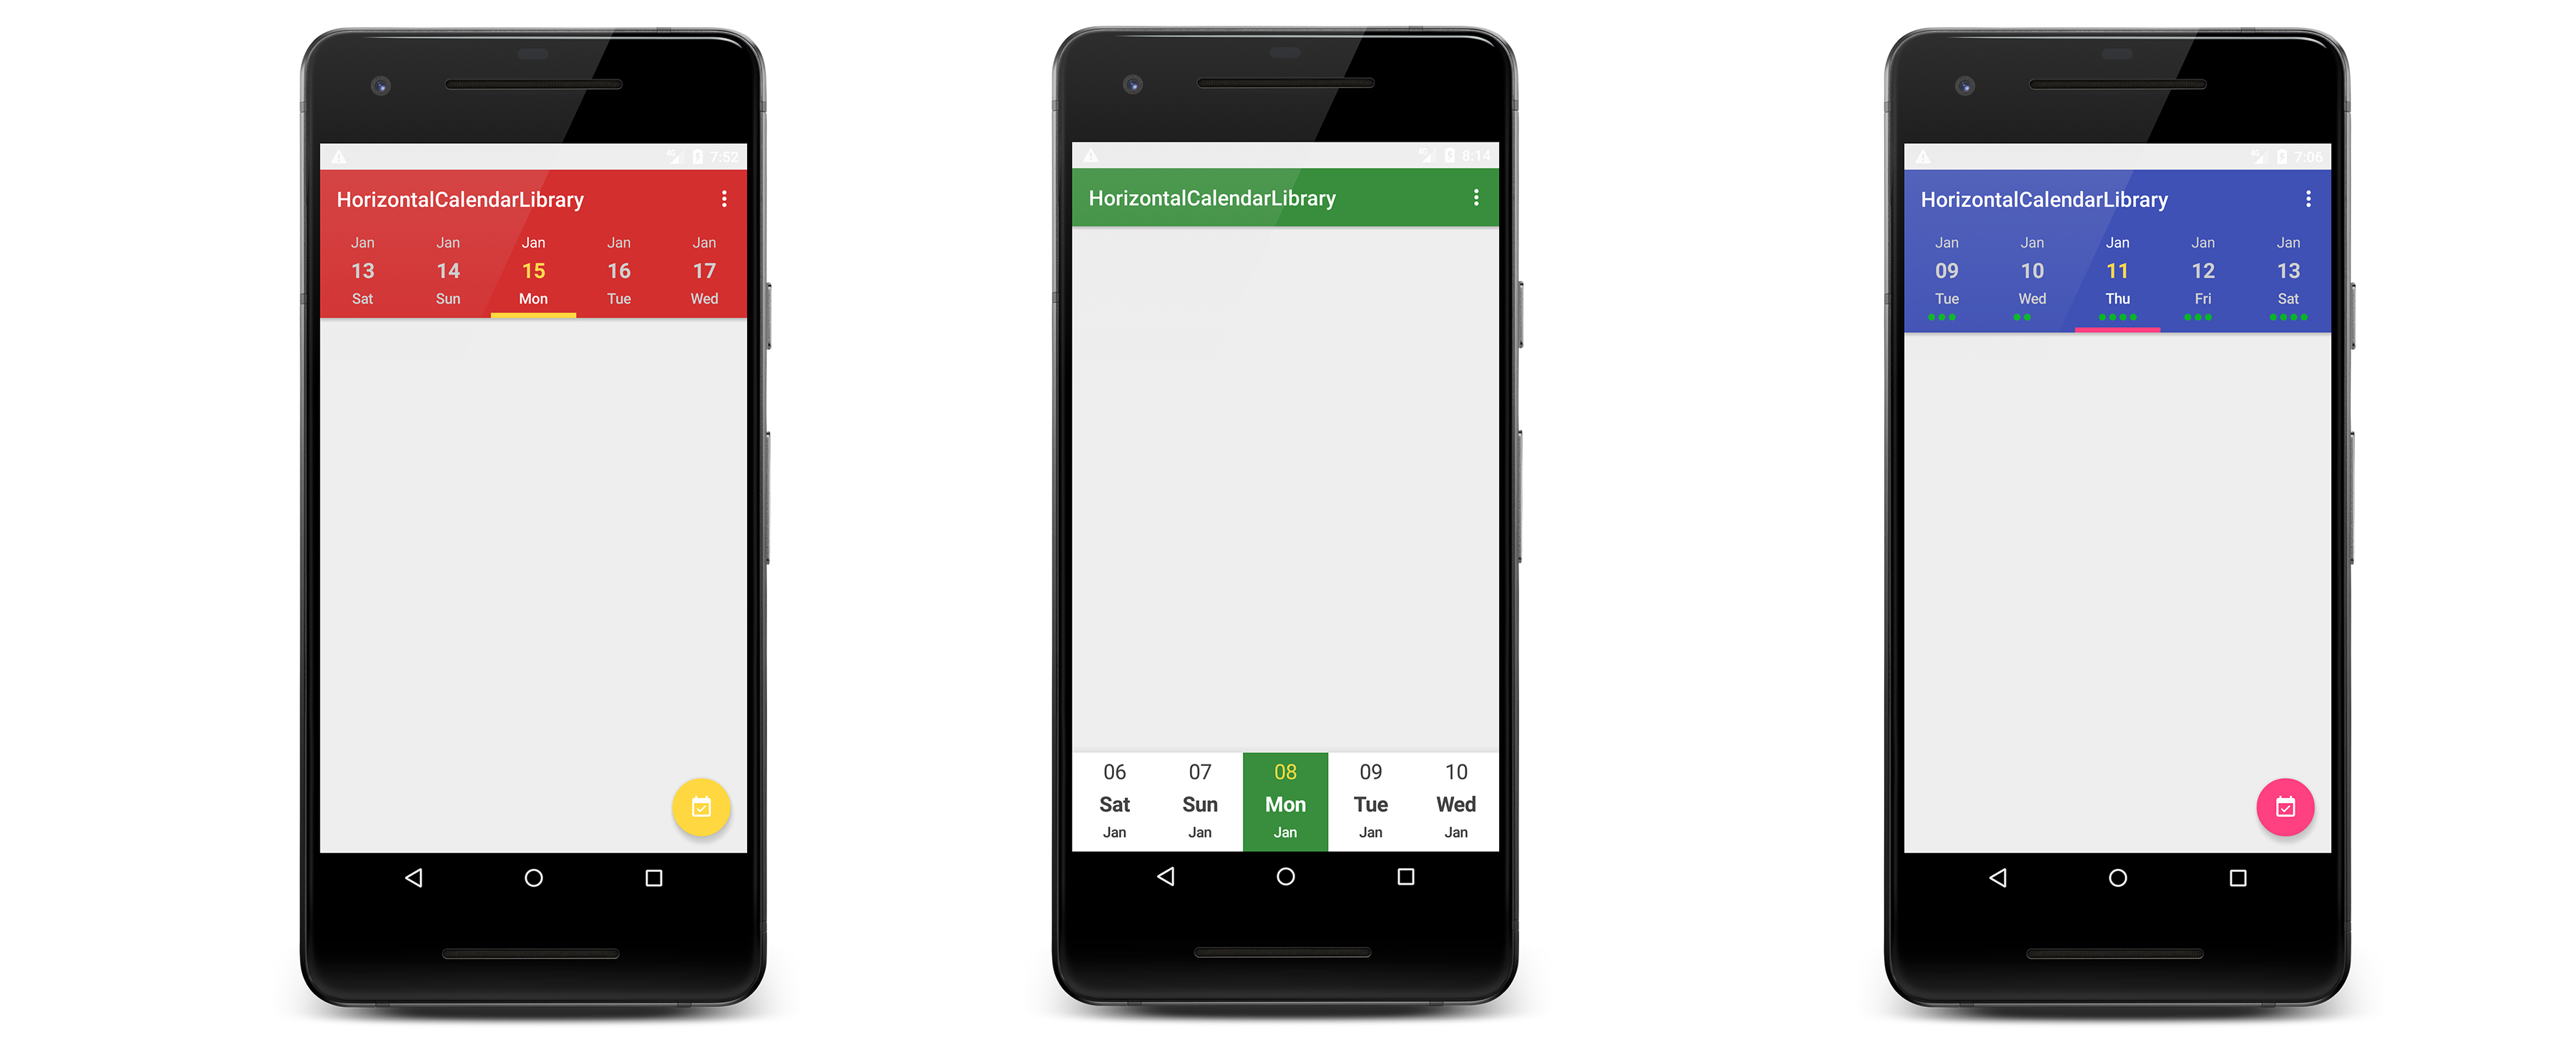 7:52
HorizontalCalendarLibrary
Jan Jan Jan Jan Jan
13 14 15 16 17
Sat Sun Mon Tue Wed
8:14
HorizontalCalendarLibrary
06 07 08 09 10
Sat Sun Mon Tue Wed
Jan Jan Jan Jan Jan
7:06
HorizontalCalendarLibrary
Jan Jan Jan Jan Jan
09 10 11 12 13
Tue Wed Thu Fri Sat